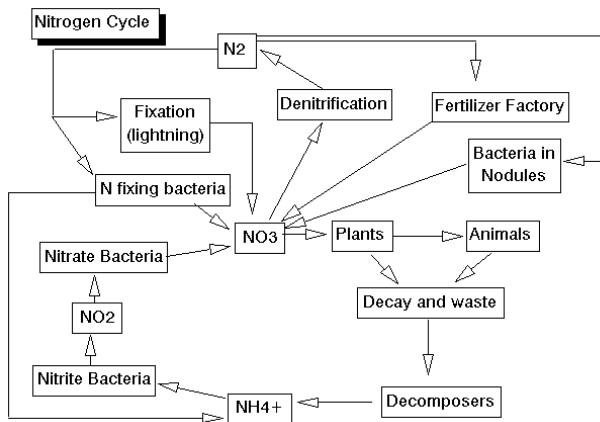 Nitrogen Cycle
N2
Fixation
(lightning)
Denitrification
Fertilizer Factory
Bacteria in
Nodules
N fixing bacteria
NO3
Plants
Animals
Nitrate Bacteria
Decay and waste
NO2
Nitrite Bacteria
NH4+
Decomposers